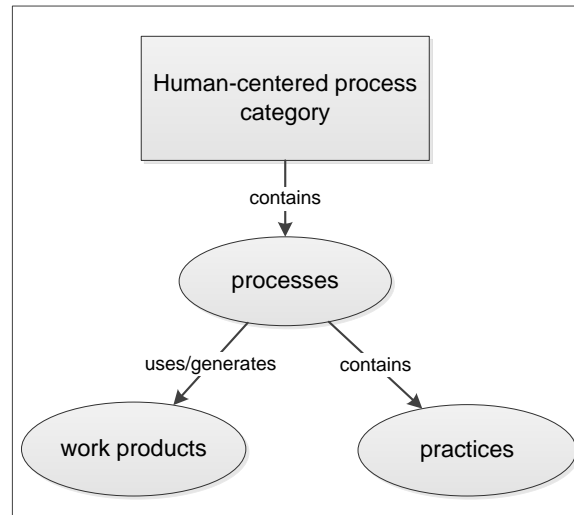 Human-centered process
category
contains
processes
uses/generates
contains
work products
practices